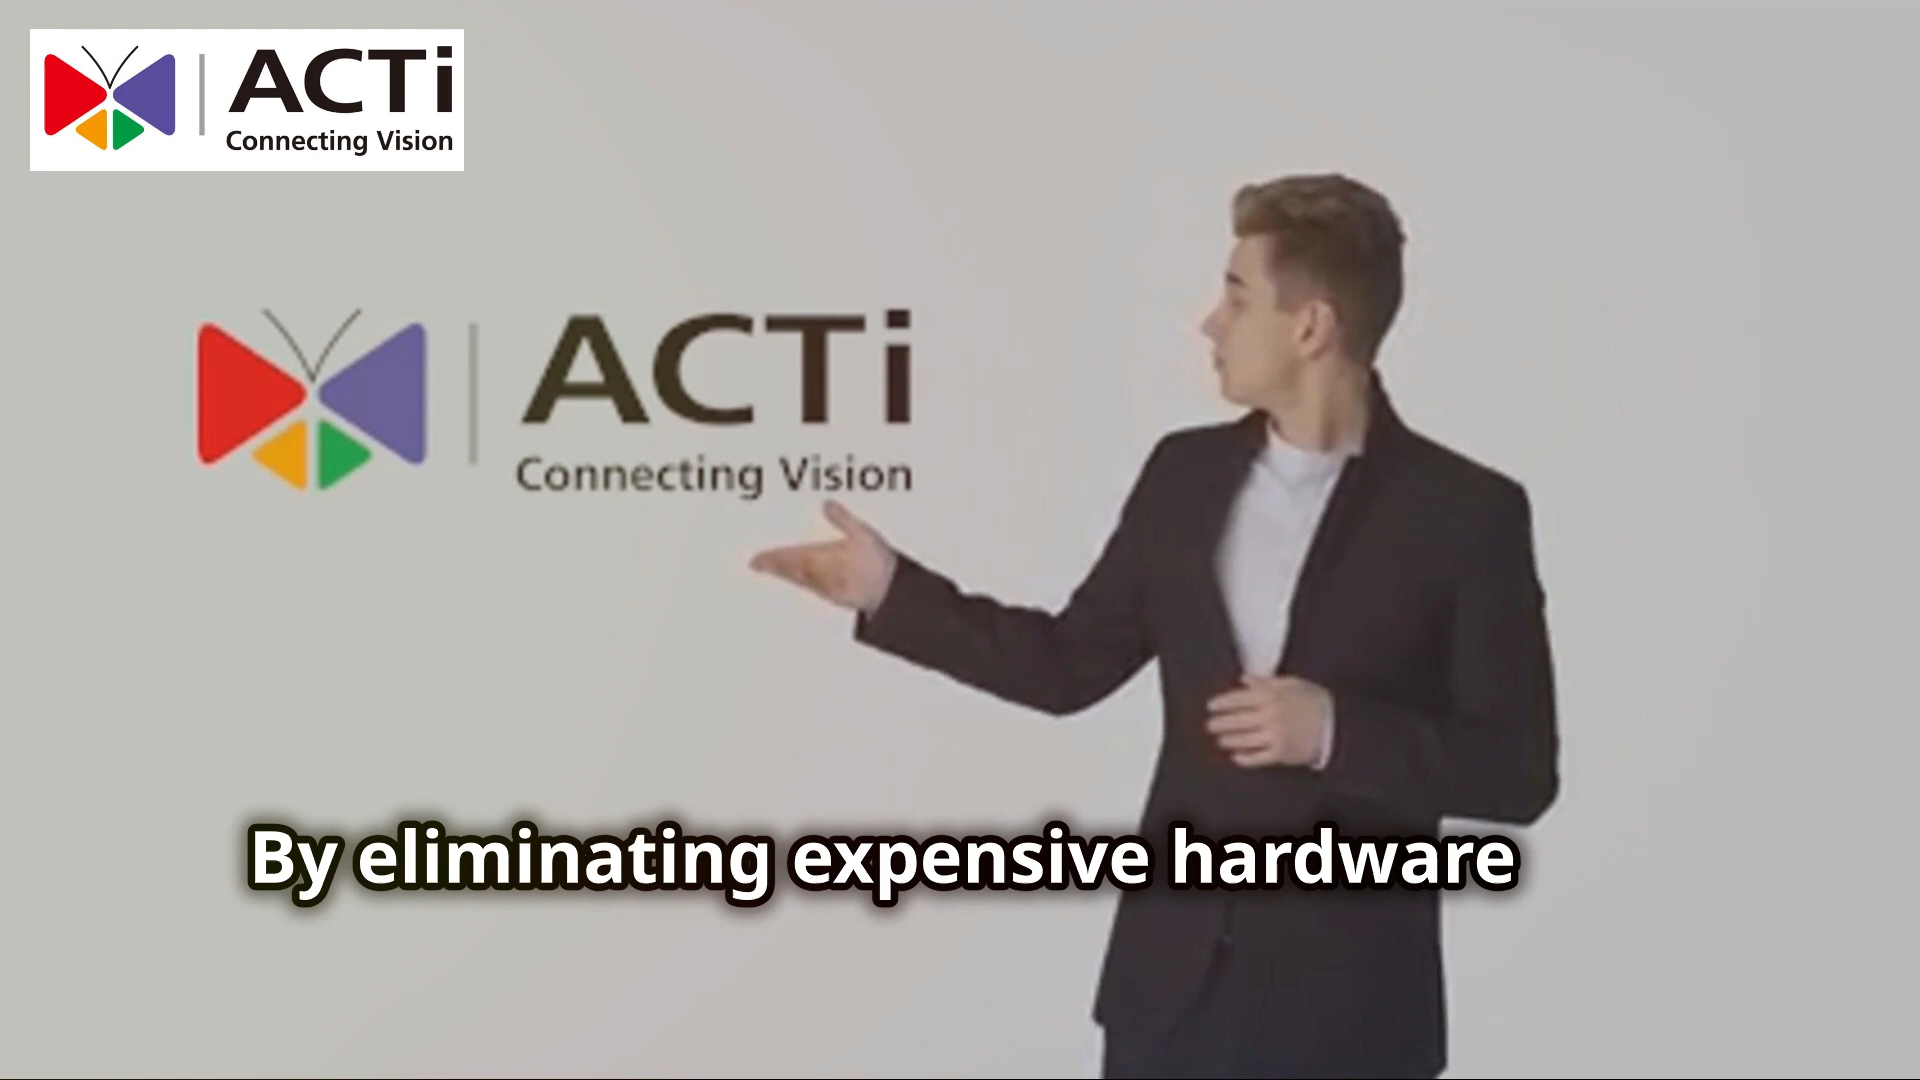 ACTi
Connecting Vision
ACTi
Connecting Vision
By eliminating expensive hardware